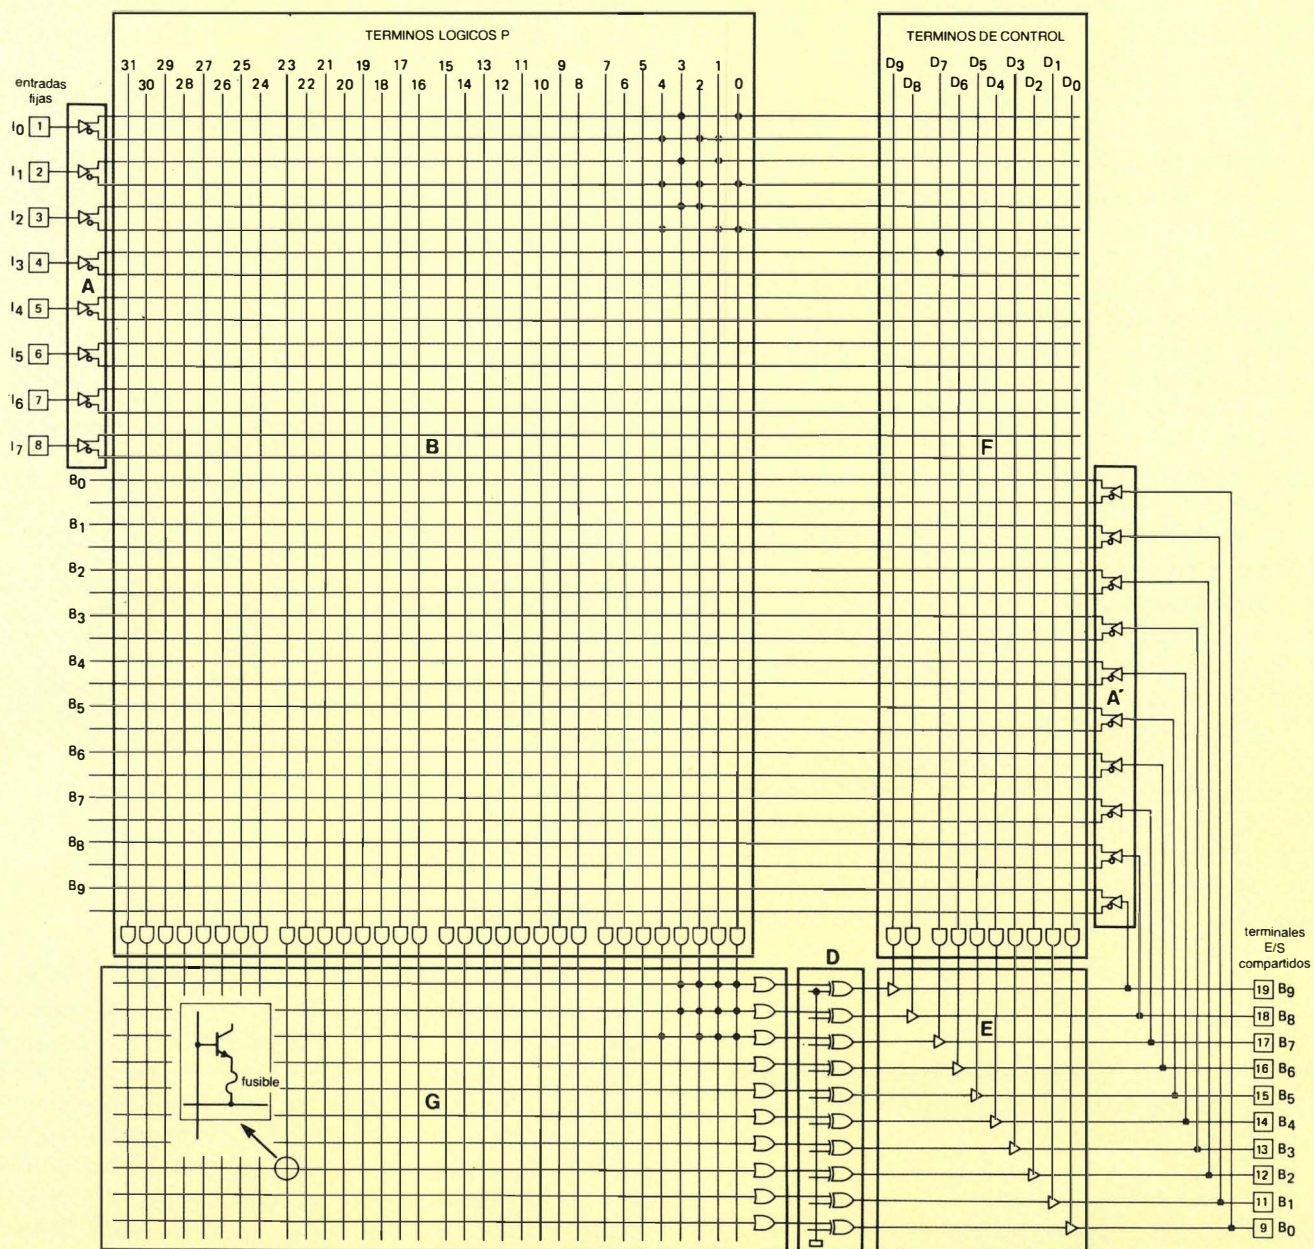 TERMINOS LOGICOS P
TERMINOS DE CONTROL
31 29 27 25 23 21 19 17 15 13 11 9 7 5 3 1
30 28 26 24 22 20 18 16 14 12 10 8 6 4 2 0
D9 D7 D5 D3 D1
D8 D6 D4 D2 D0
entradas
fijas
I0 1
I1 2
I2 3
I3 4
A
I4 5
I5 6
I6 7
I7 8
B
F
B0
B1
B2
B3
B4
B5
A´
B6
B7
B8
B9
terminales
E/S
compartidos
D
19 B9
18 B8
E
17 B7
16 B6
fusible
15 B5
G
14 B4
13 B3
12 B2
11 B1
9 B0